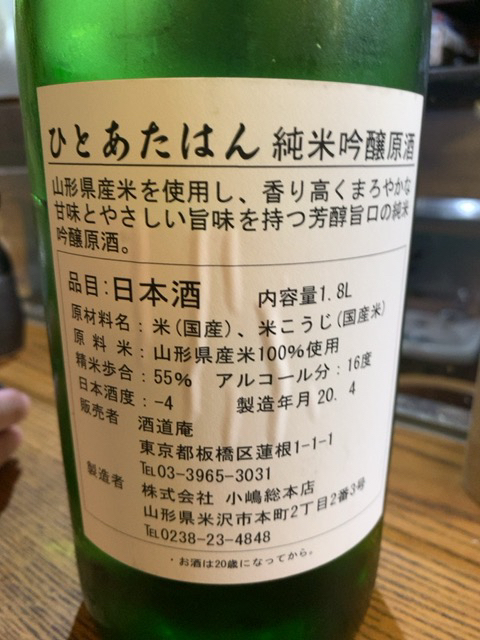 ひとあたはん 純米吟醸原酒
山形県産米を使用し、香り高くまろやかな
甘味とやさしい旨味を持つ芳醇旨口の純米
吟醸原酒。
品目:日本酒 内容量1.8L
原材料名:米(国産)、米こうじ(国産米)
原料米:山形県産米100%使用
精米歩合:55% アルコール分:16度
日本酒度:-4 製造年月20. 4
販売者 酒道庵
東京都板橋区蓮根1-1-1
℡03-3965-3031
製造者 株式会社 小嶋総本店
山形県米沢市本町2丁目2番3号
℡0238-23-4848
・お酒は20歳になってから。